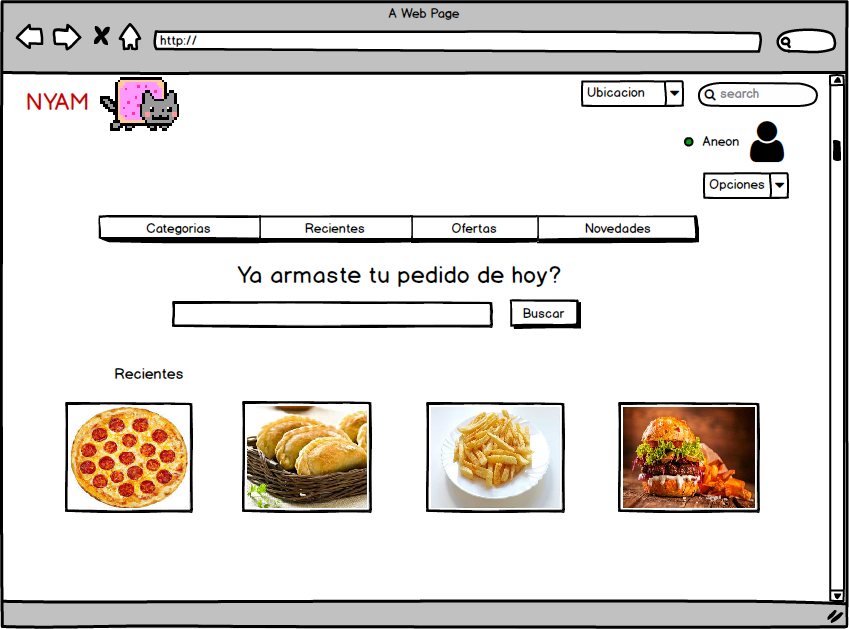 A Web Page
http://
NYAM
Ubicacion
search
Aneon
Opciones
Categorias
Recientes
Ofertas
Novedades
Ya armaste tu pedido de hoy?
Buscar
Recientes